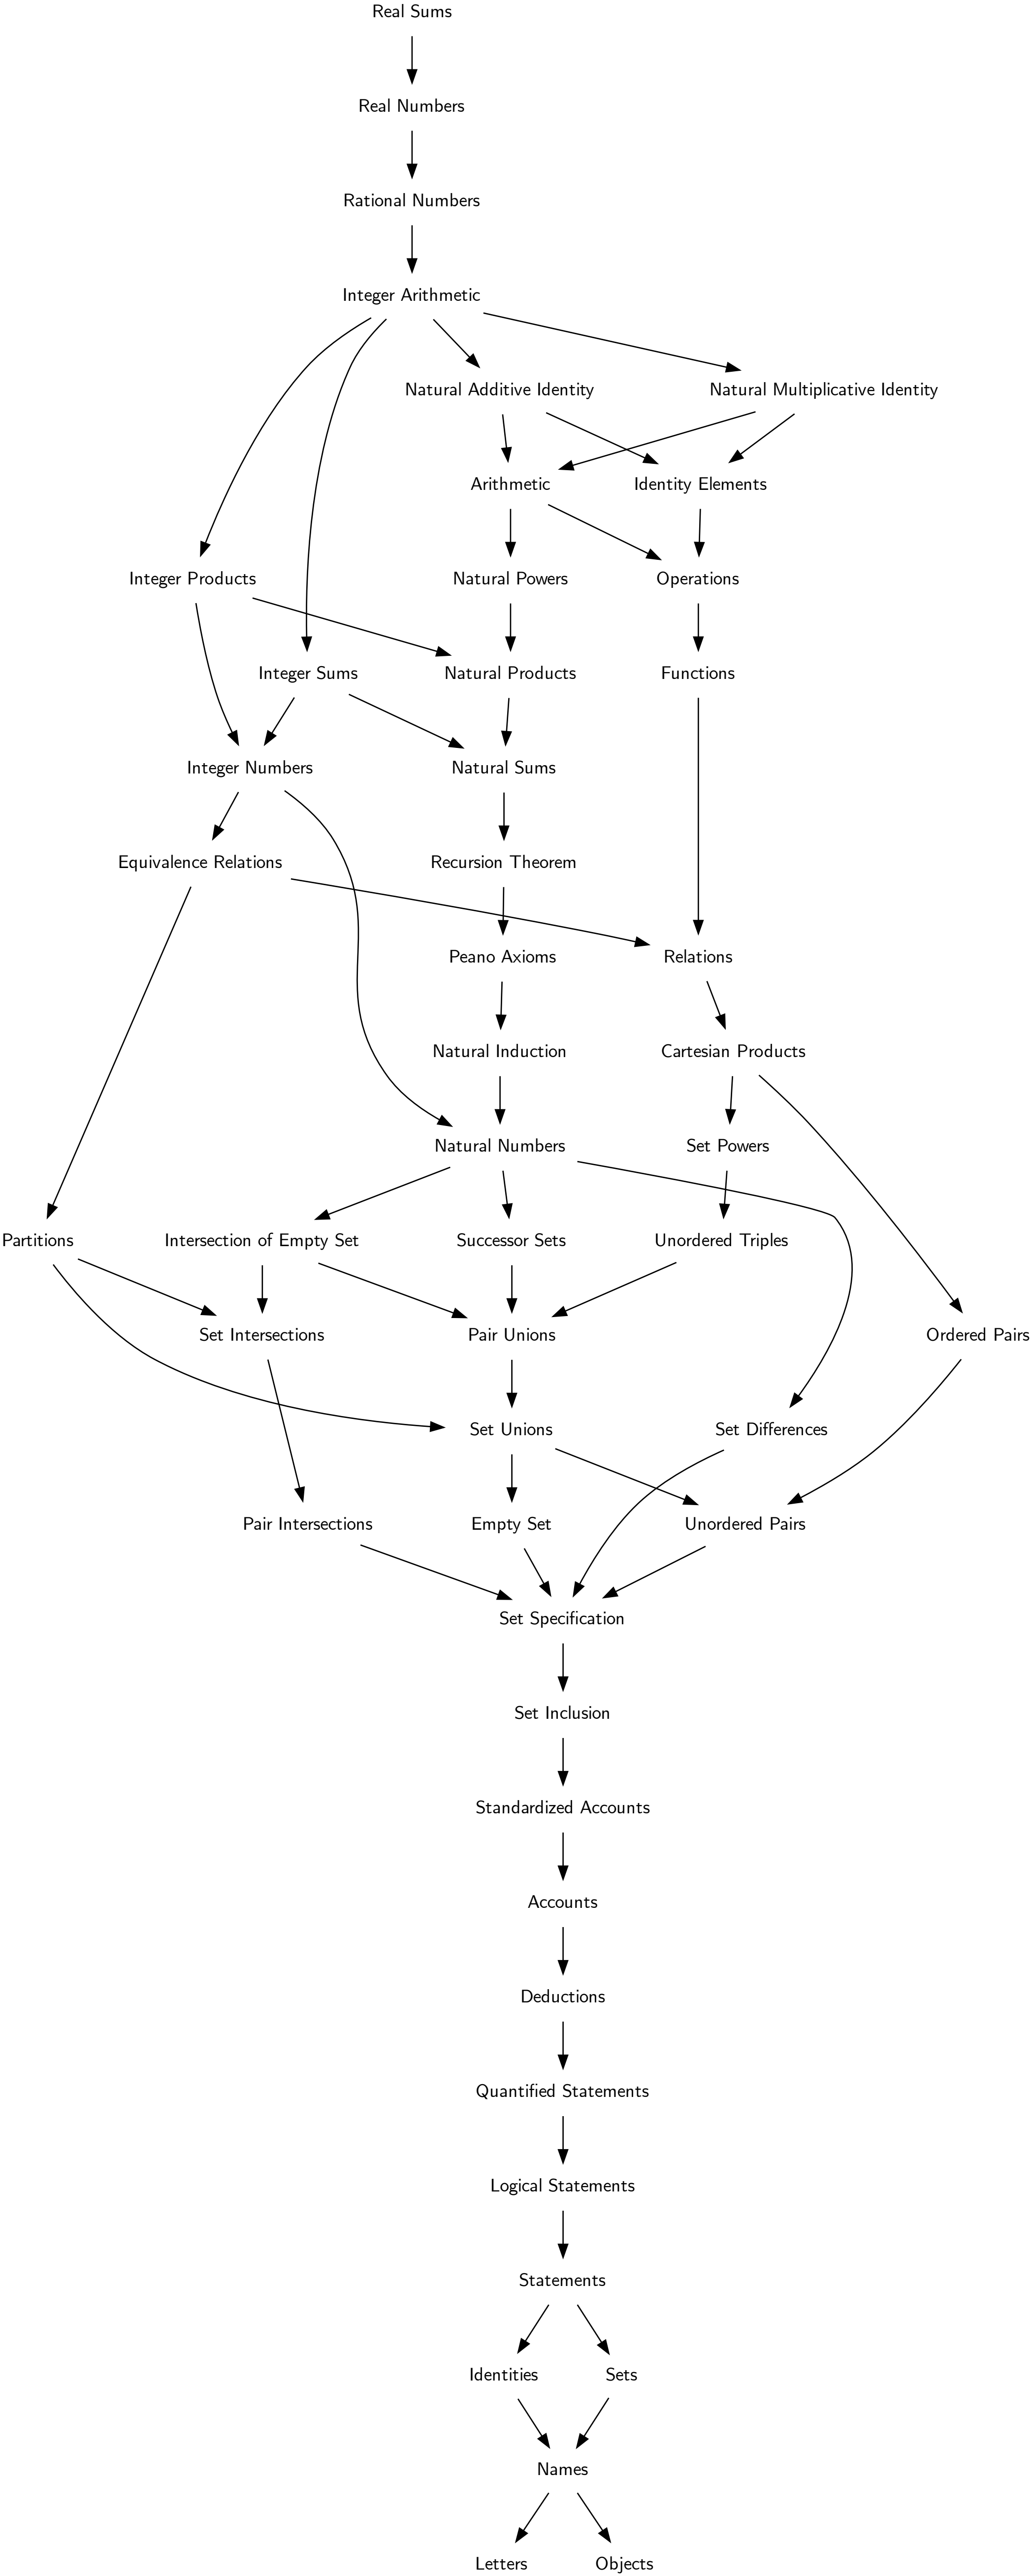 Real Sums
Real Numbers
Rational Numbers
Integer Arithmetic
Natural Additive Identity
Natural Multiplicative Identity
Arithmetic
Identity Elements
Integer Products
Natural Powers
Operations
Integer Sums
Natural Products
Functions
Integer Numbers
Natural Sums
Equivalence Relations
Recursion Theorem
Peano Axioms
Relations
Natural Induction
Cartesian Products
Natural Numbers
Set Powers
Partitions
Intersection of Empty Set
Successor Sets
Unordered Triples
Set Intersections
Pair Unions
Ordered Pairs
Set Unions
Set Differences
Pair Intersections
Empty Set
Unordered Pairs
Set Specification
Set Inclusion
Standardized Accounts
Accounts
Deductions
Quantified Statements
Logical Statements
Statements
Identities
Sets
Names
Letters
Objects